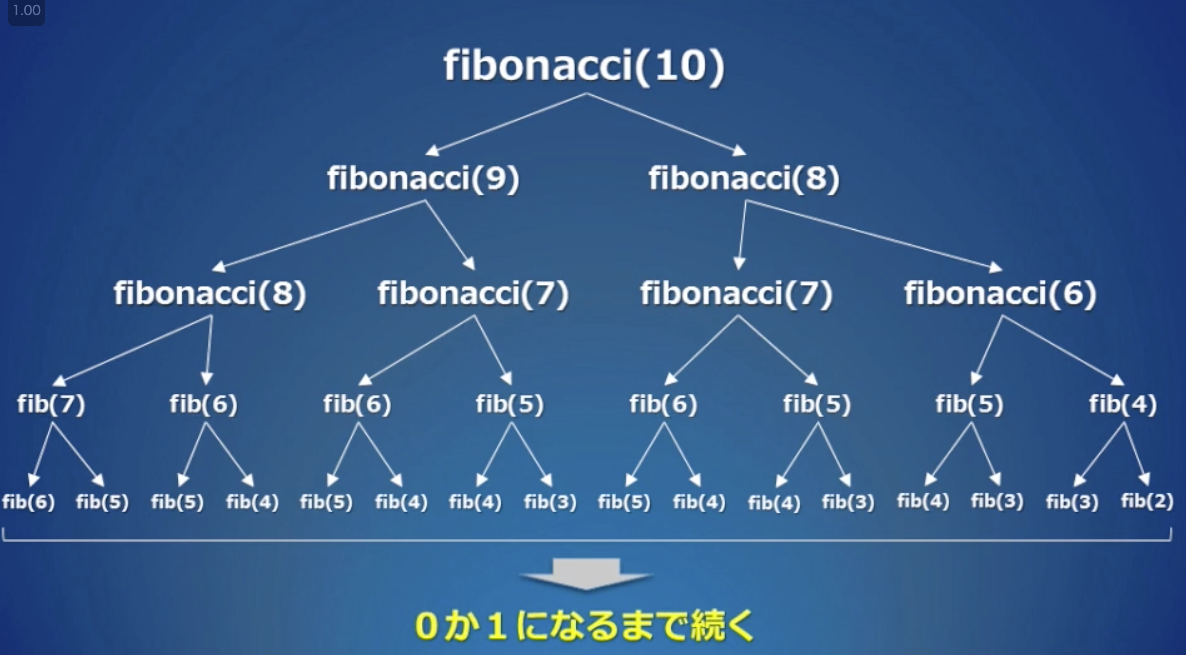 1.00
fibonacci(10)
fibonacci(9) fibonacci(8)
fibonacci(8) fibonacci(7) fibonacci(7) fibonacci(6)
fib(7) fib(6) fib(6) fib(5) fib(6) fib(5) fib(5) fib(4)
fib(6) fib(5) fib(5) fib(4) fib(5) fib(4) fib(4) fib(3) fib(5) fib(4) fib(4) fib(3) fib(4) fib(3) fib(3) fib(2)
0か1になるまで続く